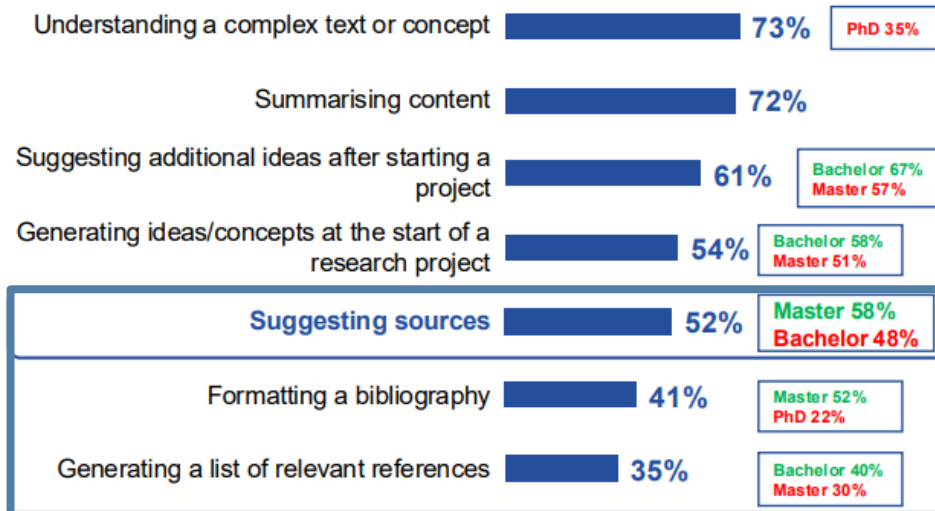 Understanding a complex text or concept
73%
PhD 35%
Summarising content
72%
Suggesting additional ideas after starting a
project
61%
Bachelor 67%
Master 57%
Generating ideas/concepts at the start of a
research project
54%
Bachelor 58%
Master 51%
Suggesting sources
52%
Master 58%
Bachelor 48%
Formatting a bibliography
41%
Master 52%
PhD 22%
Generating a list of relevant references
35%
Bachelor 40%
Master 30%